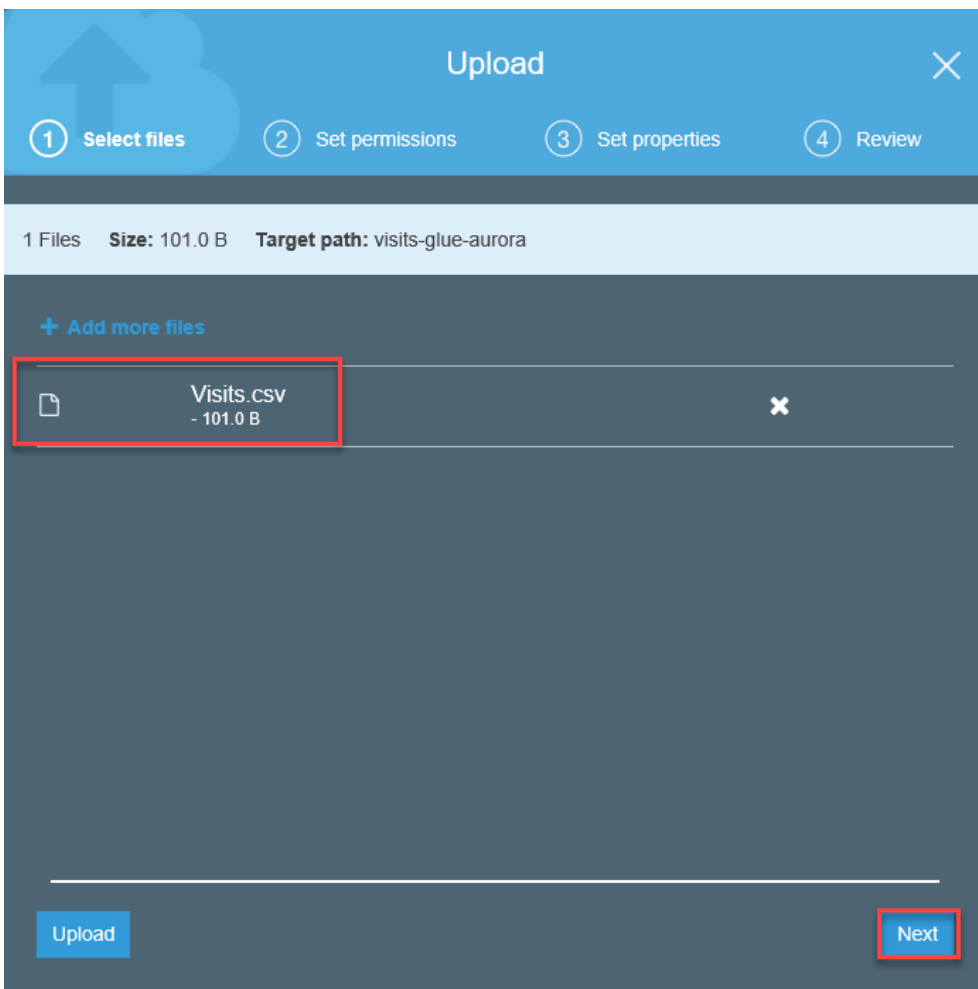 Upload
1 Select files 2 Set permissions 3 Set properties 4 Review
1 Files Size: 101.0 B Target path: visits-glue-aurora
+ Add more files
Visits.csv
- 101.0 B
Upload Next